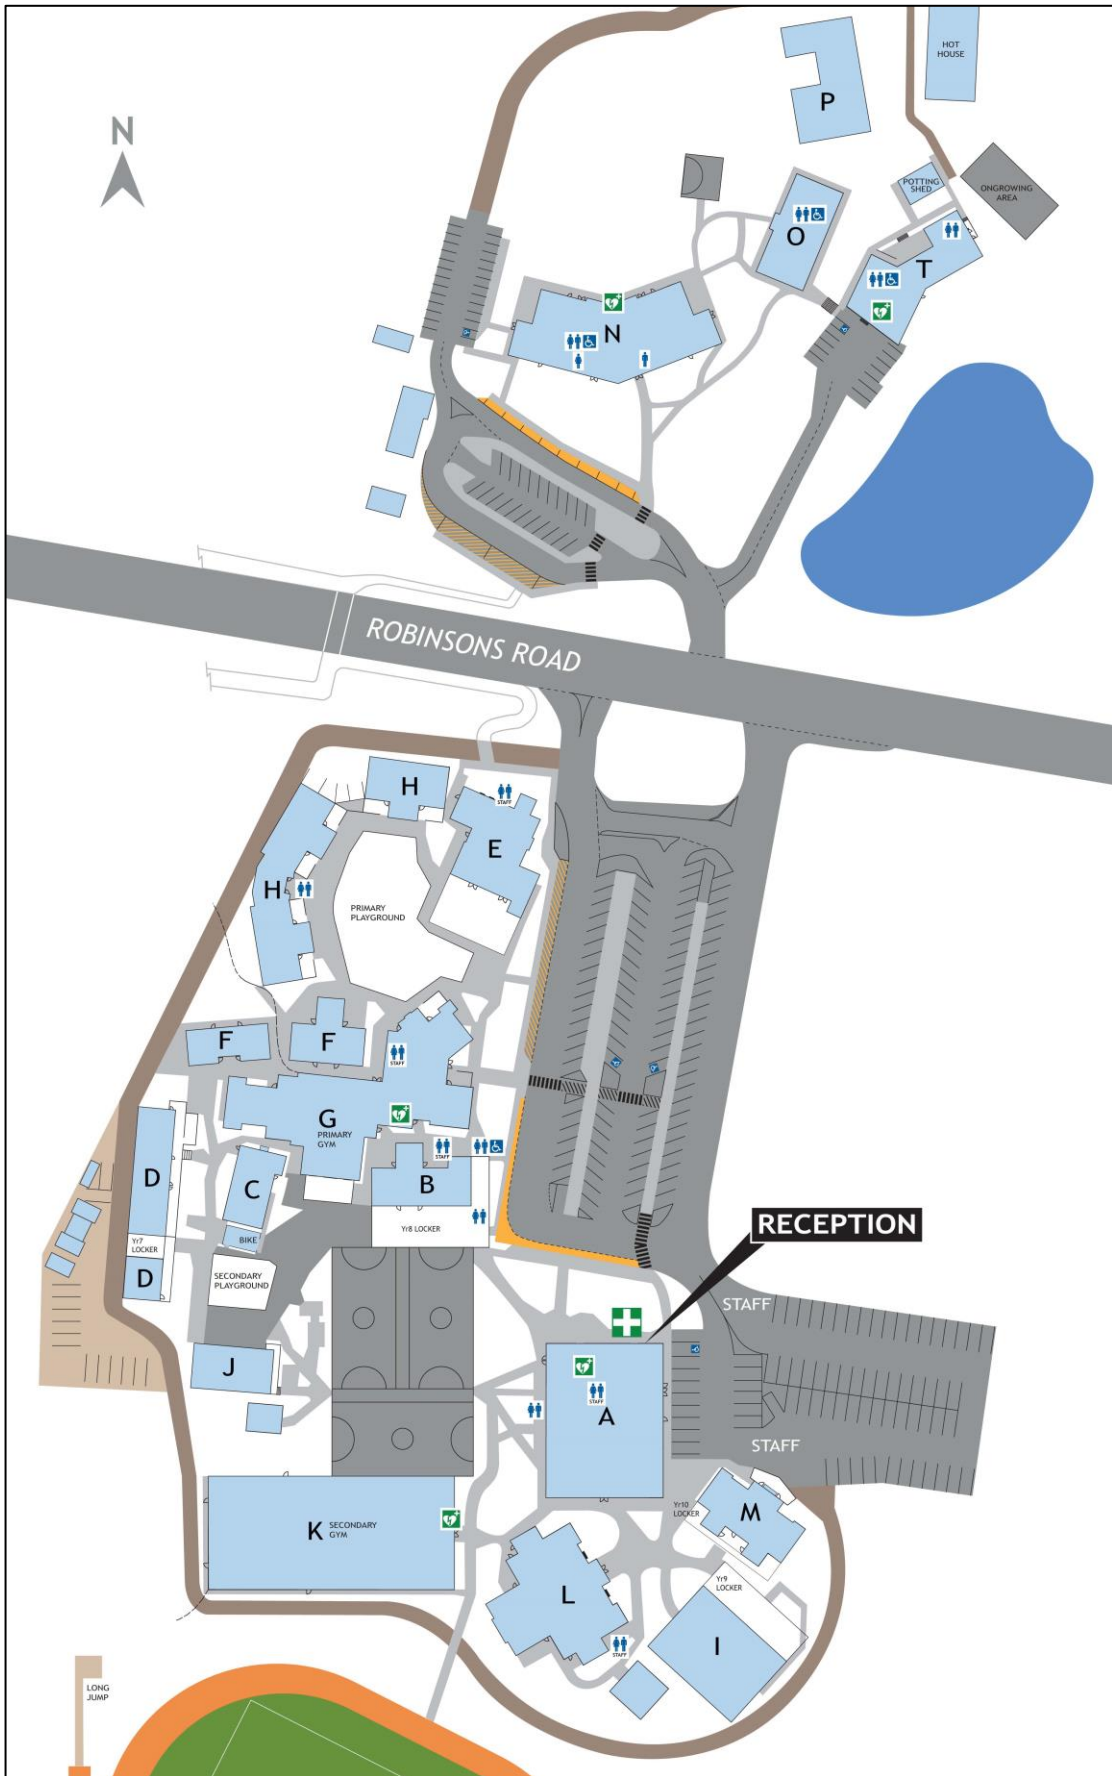 HOT
HOUSE
P
N
POTTING
SHED
ONGROWING
AREA
O
T
N
ROBINSONS ROAD
H
STAFF
E
H
PRIMARY
PLAYGROUND
F
F
STAFF
G
PRIMARY
GYM
STAFF
D
C
B
Yr8 LOCKER
BIKE
Yr7
LOCKER
D
SECONDARY
PLAYGROUND
RECEPTION
STAFF
J
STAFF
A
STAFF
K
SECONDARY
GYM
Yr10
LOCKER
M
Yr9
LOCKER
L
I
STAFF
LONG
JUMP